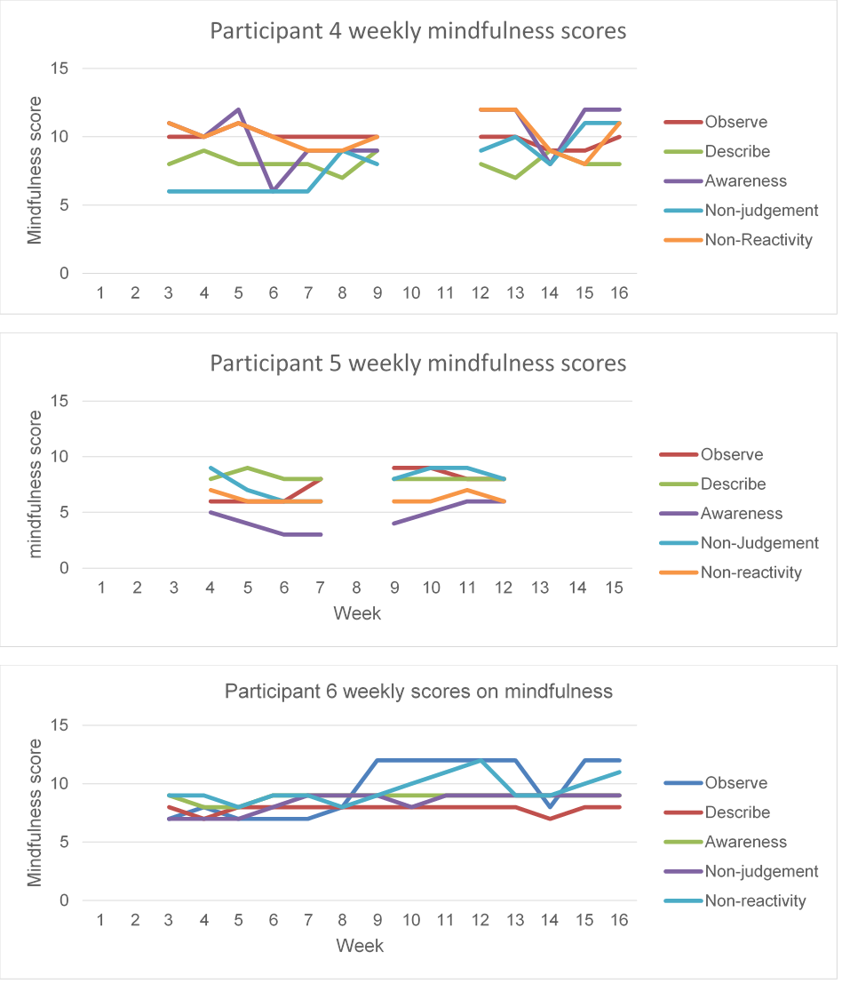 Participant 4 weekly mindfulness scores
15
10
5
0
Mindfulness score
1 2 3 4 5 6 7 8 9 10 11 12 13 14 15 16
Observe
Describe
Awareness
Non-judgement
Non-Reactivity
Participant 5 weekly mindfulness scores
15
10
5
0
mindfulness score
1 2 3 4 5 6 7 8 9 10 11 12 13 14 15
Week
Observe
Describe
Awareness
Non-Judgement
Non-reactivity
Participant 6 weekly scores on mindfulness
15
10
5
0
Mindfulness score
1 2 3 4 5 6 7 8 9 10 11 12 13 14 15 16
Week
Observe
Describe
Awareness
Non-judgement
Non-reactivity